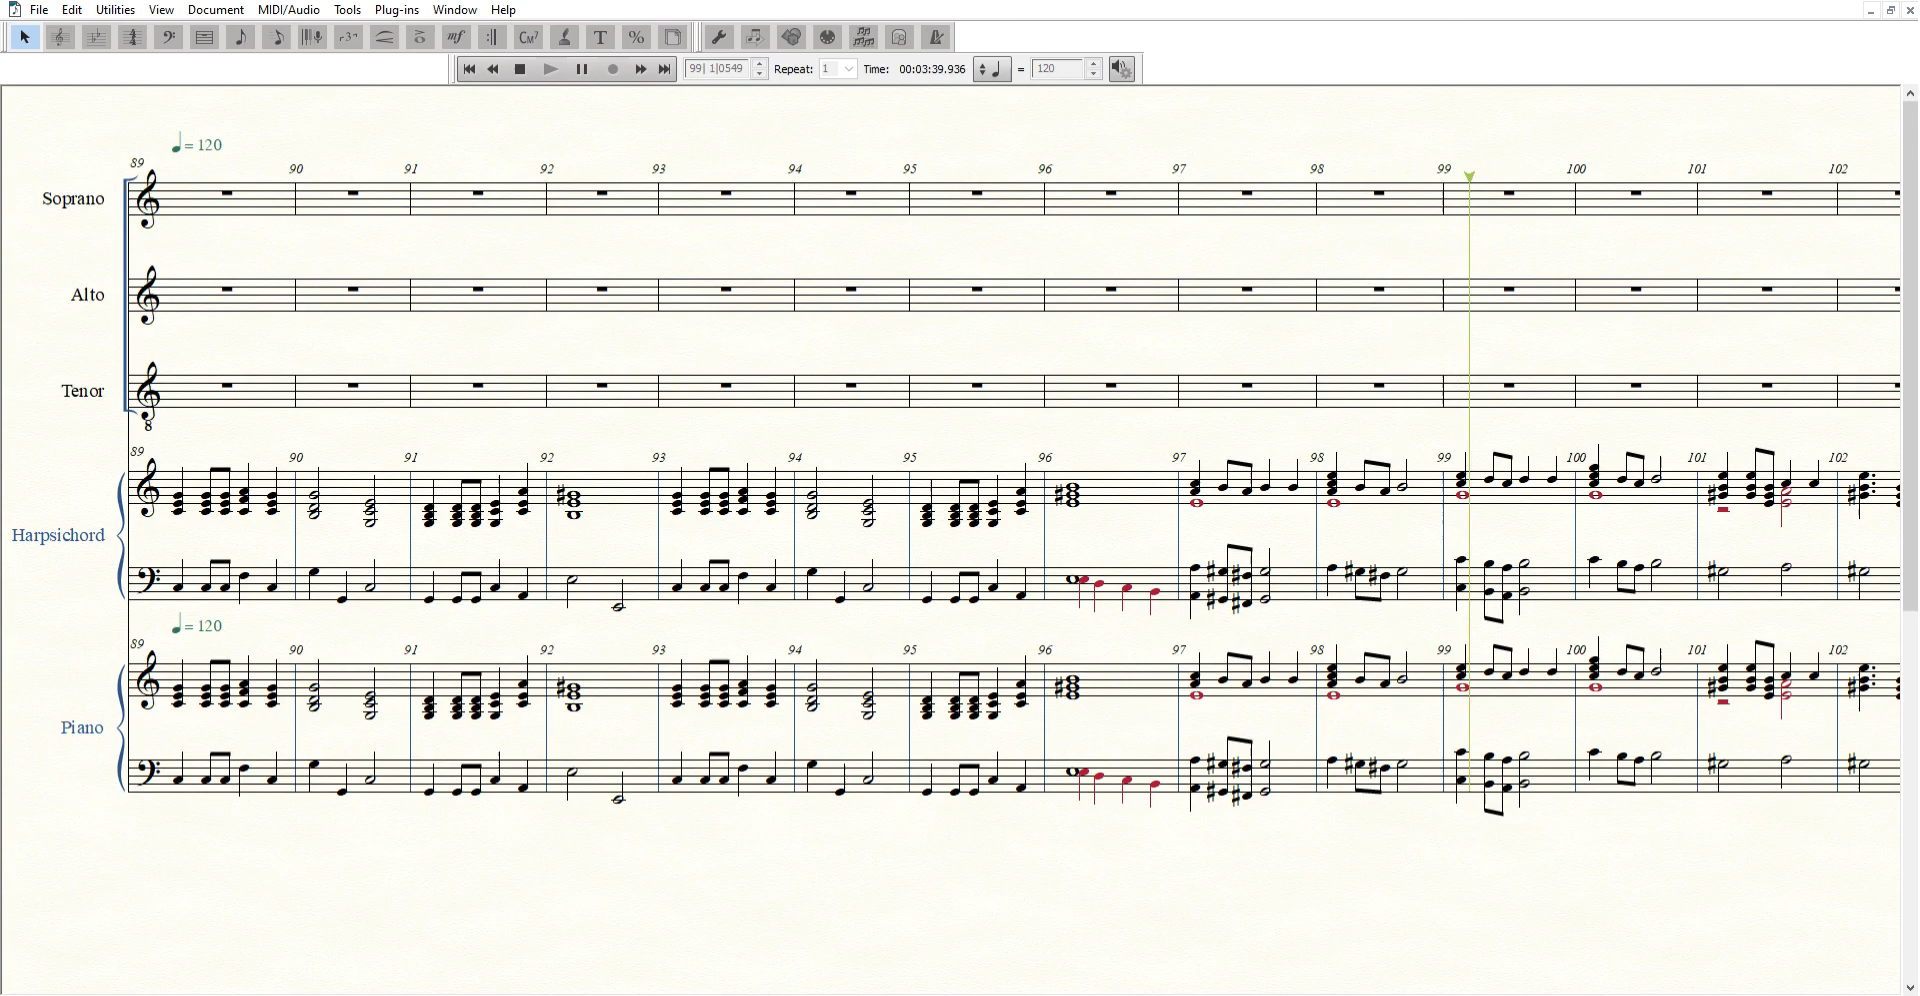 File Edit Utilities View Document MIDI/Audio Tools Plug-ins Window Help
mf -3- CM7 T %
99| 1|0549 Repeat: 1 Time: 00:03:39.936 = 120
= 120
89 90 91 92 93 94 95 96 97 98 99 100 101 102
Soprano
Alto
Tenor
8
89 90 91 92 93 94 95 96 97 98 99 100 101 102
Harpsichord
= 120
89 90 91 92 93 94 95 96 97 98 99 100 101 102
Piano